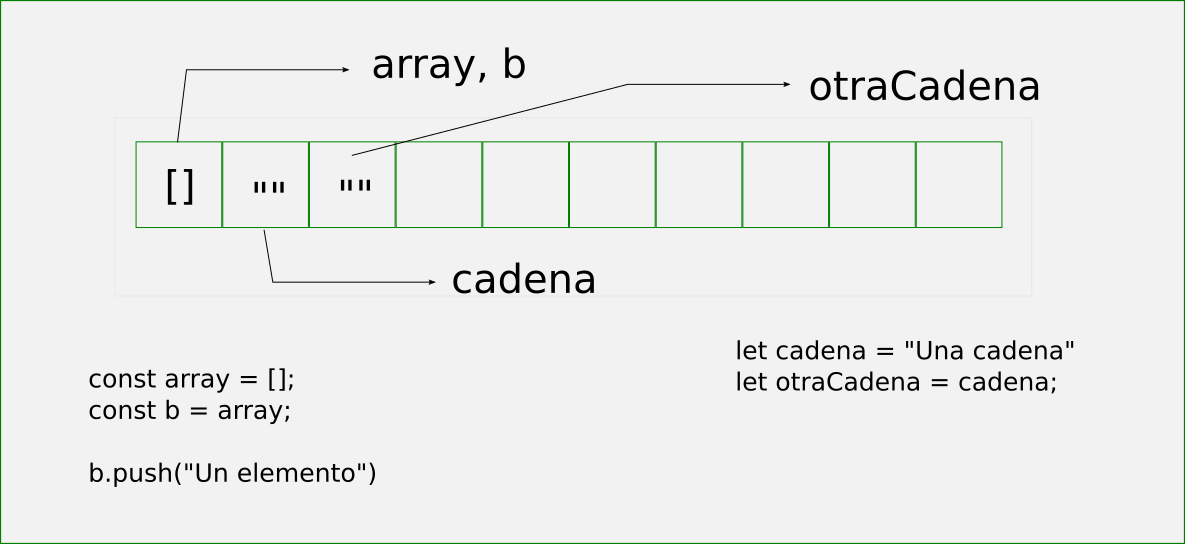 array, b
otraCadena
[]
""
""
cadena
let cadena = "Una cadena"
let otraCadena = cadena;
const array = [];
const b = array;
b.push("Un elemento")